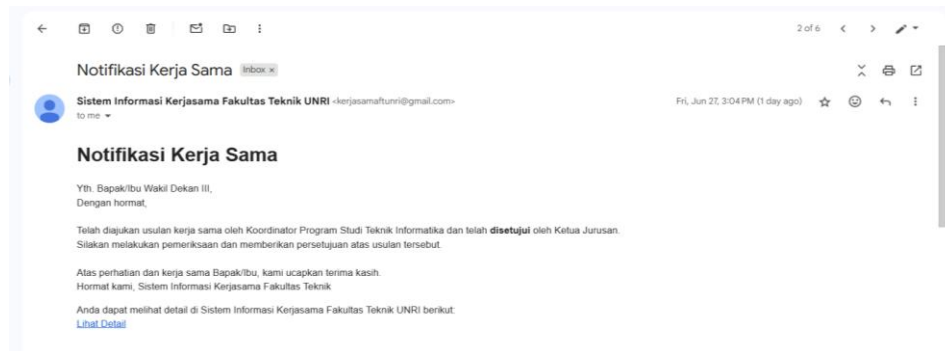 2 of 6
Notifikasi Kerja Sama Inbox ×
Sistem Informasi Kerjasama Fakultas Teknik UNRI <kerjasamaftunri@gmail.com> Fri, Jun 27, 3:04 PM (1 day ago)
to me
Notifikasi Kerja Sama
Yth. Bapak/Ibu Wakil Dekan III,
Dengan hormat,
Telah diajukan usulan kerja sama oleh Koordinator Program Studi Teknik Informatika dan telah disetujui oleh Ketua Jurusan.
Silakan melakukan pemeriksaan dan memberikan persetujuan atas usulan tersebut.
Atas perhatian dan kerja sama Bapak/Ibu, kami ucapkan terima kasih.
Hormat kami, Sistem Informasi Kerjasama Fakultas Teknik
Anda dapat melihat detail di Sistem Informasi Kerjasama Fakultas Teknik UNRI berikut:
Lihat Detail